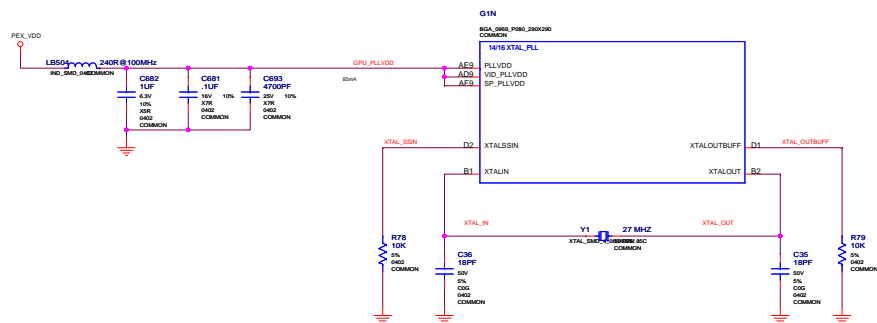 G1N
BGA_0969_P080_290X290
COMMON
14/16 XTAL_PLL
PEX_VDD
LB504 240R@100MHz
IND_SMD_0402 COMMON
GPU_PLLVDD
85mA
AE9 PLLVDD
AD9 VID_PLLVDD
AF9 SP_PLLVDD
C682
1UF
6.3V
10%
X5R
0402
COMMON
C681
.1UF
16V 10%
X7R
0402
COMMON
C693
4700PF
25V 10%
X7R
0402
COMMON
XTAL_SSIN
D2 XTALSSIN
XTALOUTBUFF D1
XTAL_OUTBUFF
B1 XTALIN
XTALOUT B2
XTAL_IN
Y1 27 MHZ
XTAL_OUT
85C
R78
10K
5%
0402
COMMON
C36
18PF
50V
5%
C0G
0402
COMMON
C35
18PF
50V
5%
C0G
0402
COMMON
R79
10K
5%
0402
COMMON